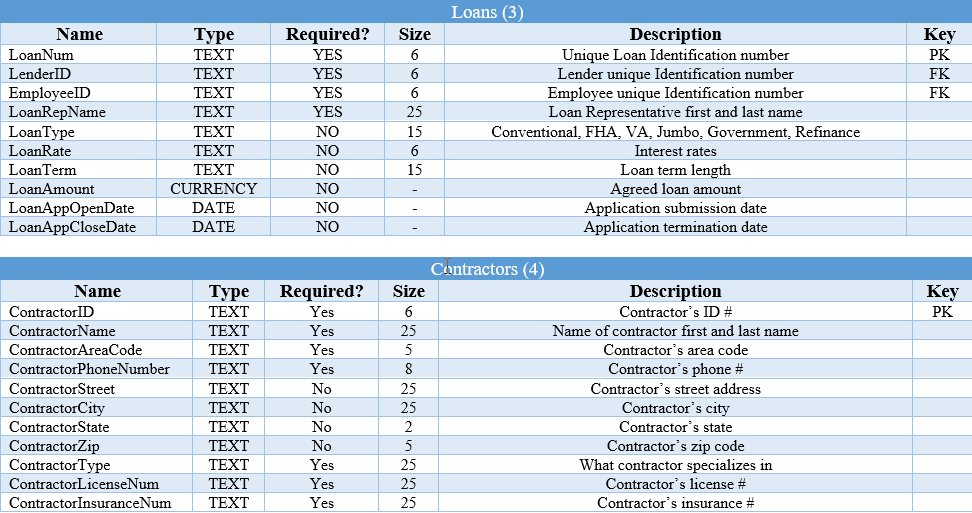 Loans (3)
Name Type Required? Size Description Key
LoanNum TEXT YES 6 Unique Loan Identification number PK
LenderID TEXT YES 6 Lender unique Identification number FK
EmployeeID TEXT YES 6 Employee unique Identification number FK
LoanRepName TEXT YES 25 Loan Representative first and last name
LoanType TEXT NO 15 Conventional, FHA, VA, Jumbo, Government, Refinance
LoanRate TEXT NO 6 Interest rates
LoanTerm TEXT NO 15 Loan term length
LoanAmount CURRENCY NO - Agreed loan amount
LoanAppOpenDate DATE NO - Application submission date
LoanAppCloseDate DATE NO - Application termination date
Contractors (4)
Name Type Required? Size Description Key
ContractorID TEXT Yes 6 Contractor’s ID # PK
ContractorName TEXT Yes 25 Name of contractor first and last name
ContractorAreaCode TEXT Yes 5 Contractor’s area code
ContractorPhoneNumber TEXT Yes 8 Contractor’s phone #
ContractorStreet TEXT No 25 Contractor’s street address
ContractorCity TEXT No 25 Contractor’s city
ContractorState TEXT No 2 Contractor’s state
ContractorZip TEXT No 5 Contractor’s zip code
ContractorType TEXT Yes 25 What contractor specializes in
ContractorLicenseNum TEXT Yes 25 Contractor’s license #
ContractorInsuranceNum TEXT Yes 25 Contractor’s insurance #